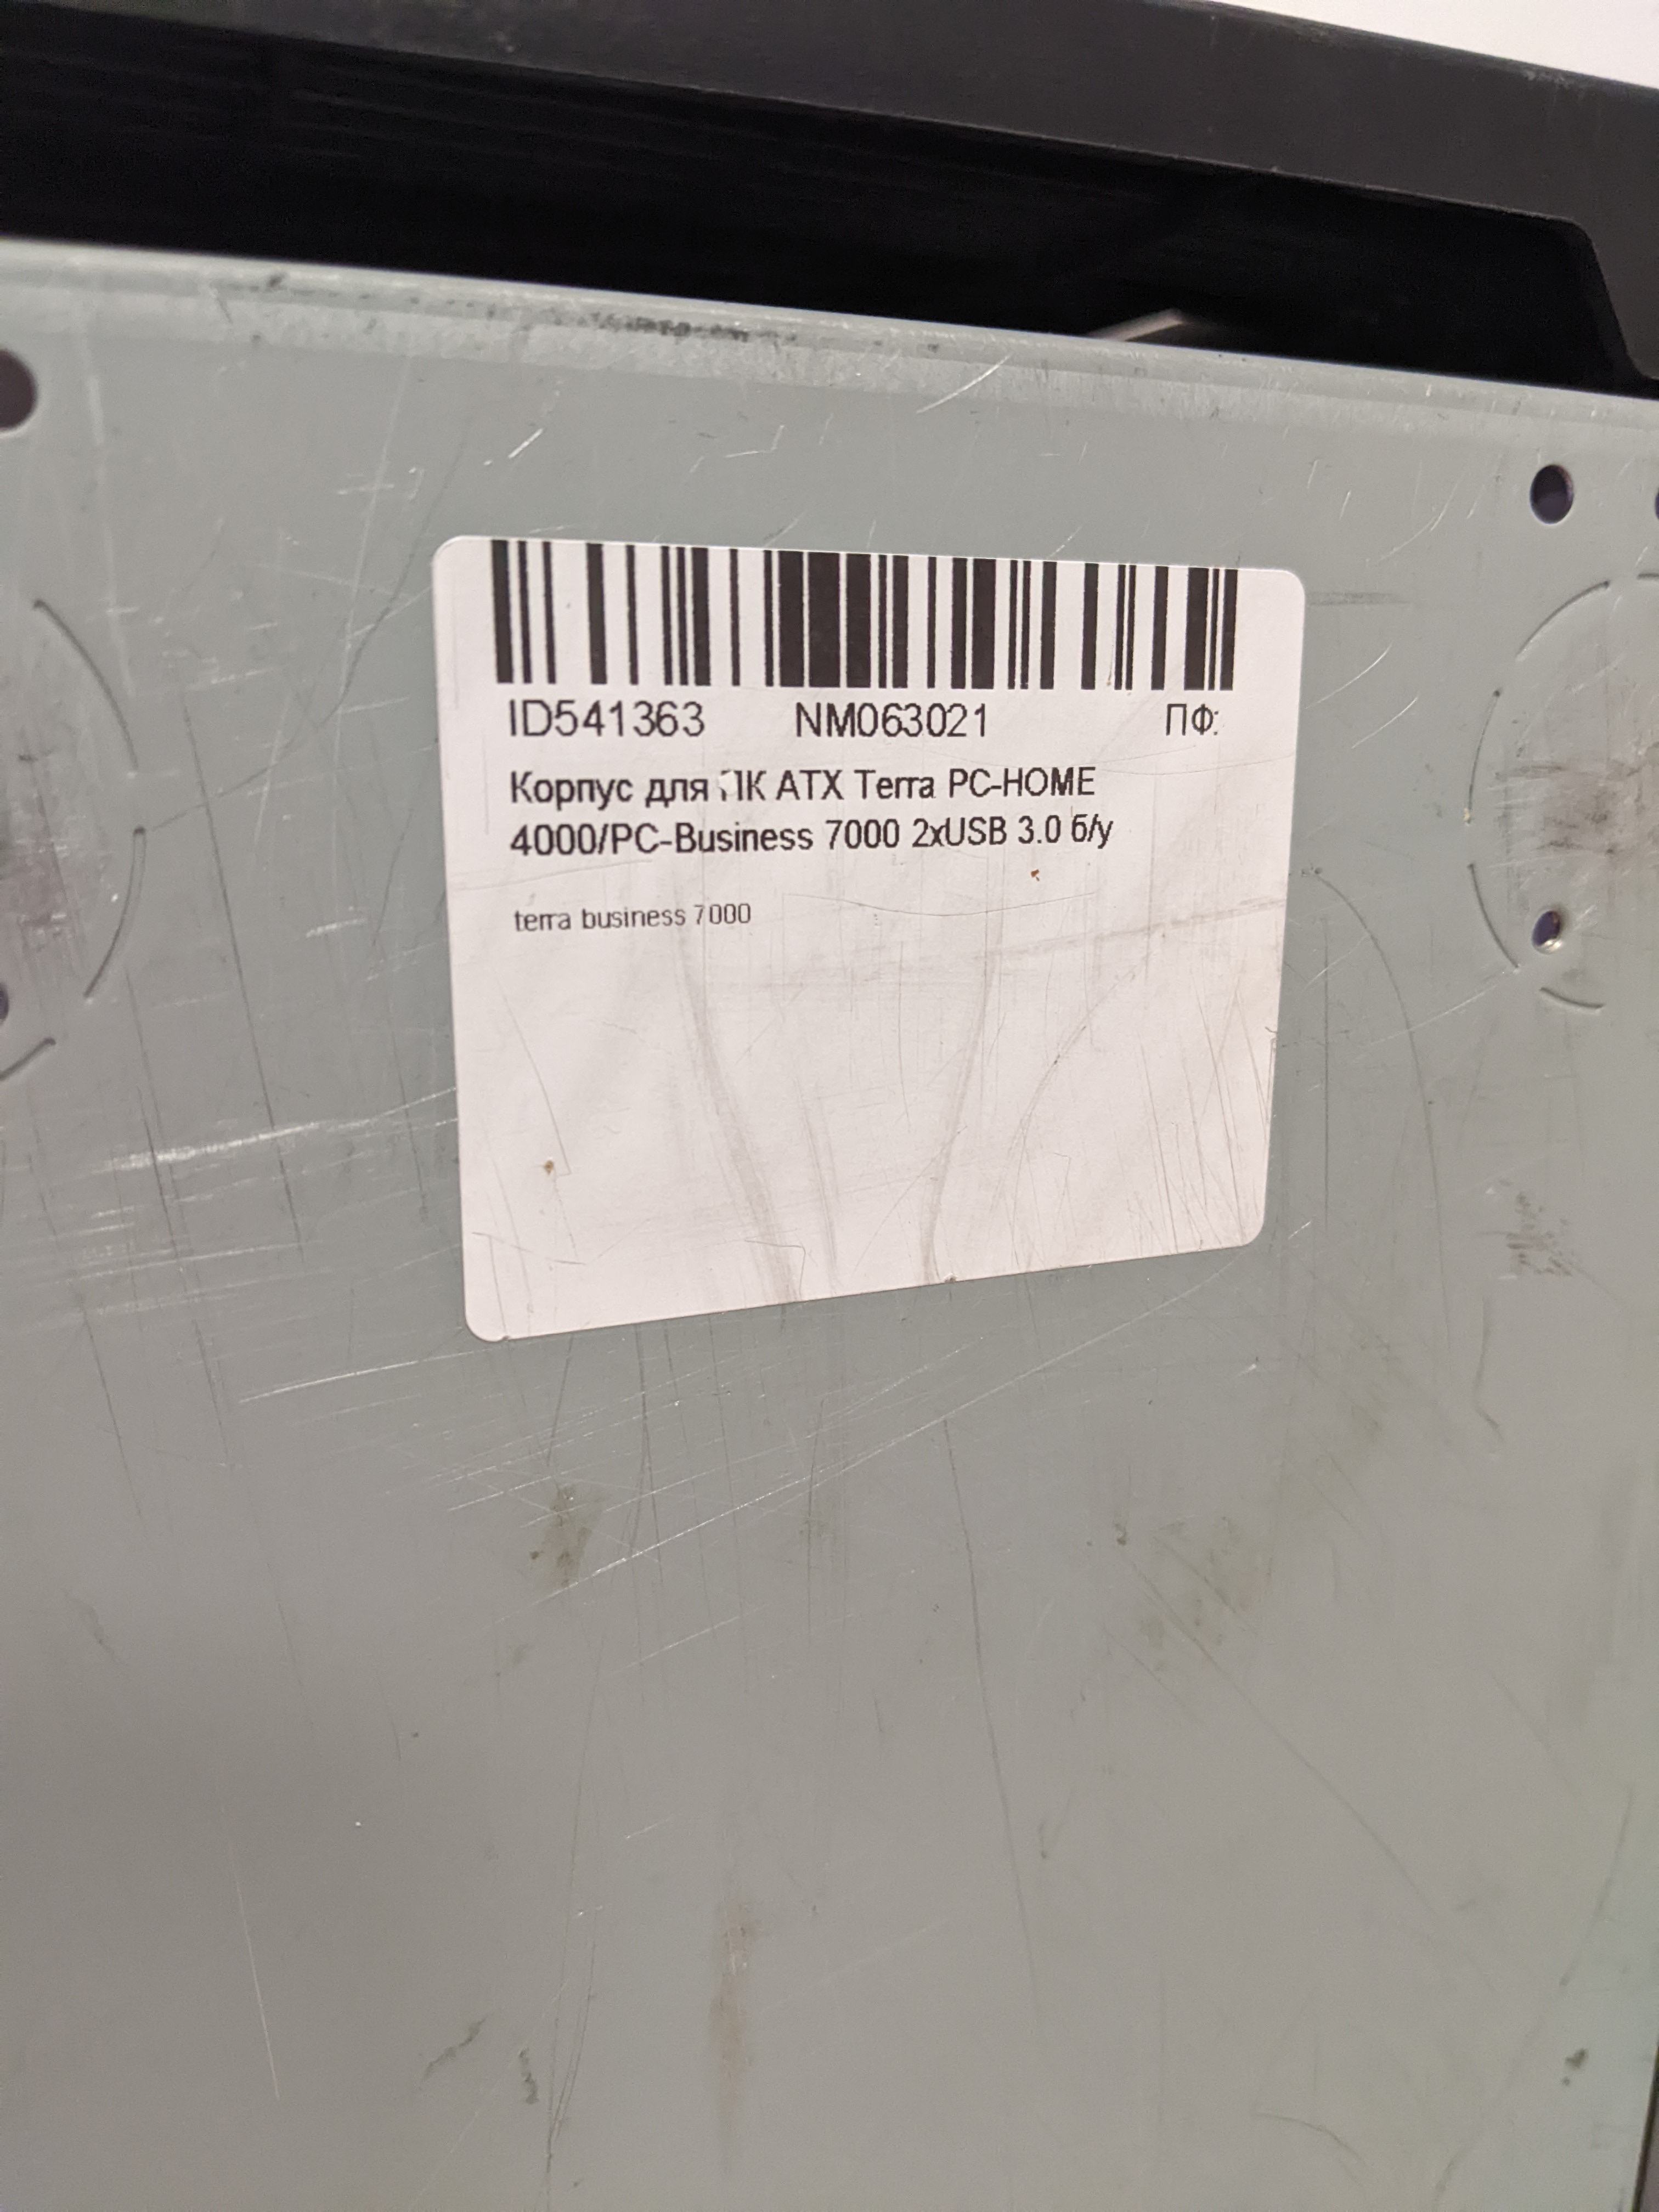 ID541363 NM063021 ПФ:
Корпус для ПК ATX Terra PC-HOME
4000/PC-Business 7000 2xUSB 3.0 б/у
terra business 7000